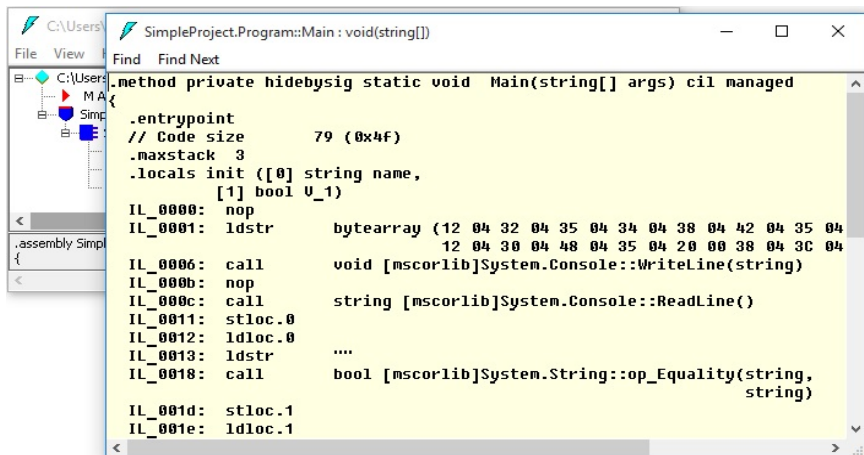 C:\Users\
File View
C:\Users
M A
Simp
.assembly Simpl
{
SimpleProject.Program::Main : void(string[])
Find Find Next
.method private hidebysig static void  Main(string[] args) cil managed
{
  .entrypoint
  // Code size       79 (0x4f)
  .maxstack  3
  .locals init ([0] string name,
           [1] bool V_1)
  IL_0000:  nop
  IL_0001:  ldstr      bytearray (12 04 32 04 35 04 34 04 38 04 42 04 35 04
                                  12 04 30 04 48 04 35 04 20 00 38 04 3C 04
  IL_0006:  call       void [mscorlib]System.Console::WriteLine(string)
  IL_000b:  nop
  IL_000c:  call       string [mscorlib]System.Console::ReadLine()
  IL_0011:  stloc.0
  IL_0012:  ldloc.0
  IL_0013:  ldstr      ....
  IL_0018:  call       bool [mscorlib]System.String::op_Equality(string,
                                                                 string)
  IL_001d:  stloc.1
  IL_001e:  ldloc.1